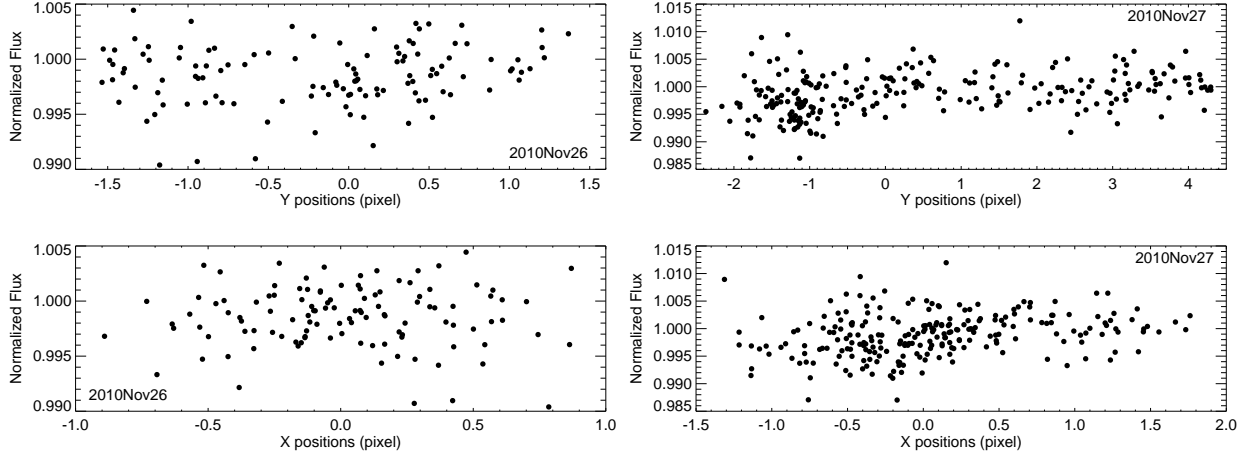 1.005
1.000
0.995
0.990
Normalized Flux
2010Nov26
-1.5 -1.0 -0.5 0.0 0.5 1.0 1.5
Y positions (pixel)
1.015
1.010
1.005
1.000
0.995
0.990
0.985
Normalized Flux
2010Nov27
-2 -1 0 1 2 3 4
Y positions (pixel)
1.005
1.000
0.995
0.990
Normalized Flux
2010Nov26
-1.0 -0.5 0.0 0.5 1.0
X positions (pixel)
1.015
1.010
1.005
1.000
0.995
0.990
0.985
Normalized Flux
2010Nov27
-1.5 -1.0 -0.5 0.0 0.5 1.0 1.5 2.0
X positions (pixel)